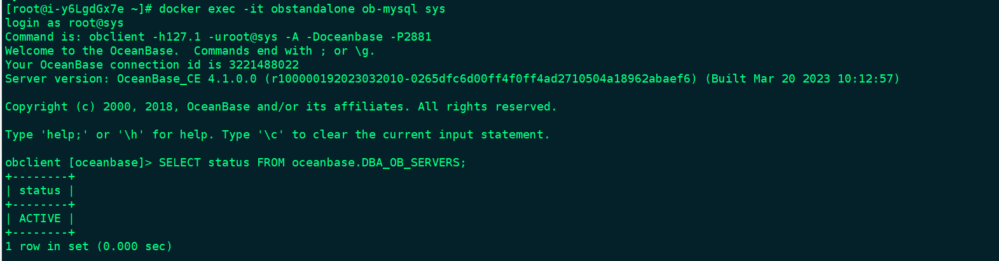 [root@i-y6LgdGx7e ~]# docker exec -it obstandalone ob-mysql sys
login as root@sys
Command is: obclient -h127.1 -uroot@sys -A -Doceanbase -P2881
Welcome to the OceanBase.  Commands end with ; or \g.
Your OceanBase connection id is 3221488022
Server version: OceanBase_CE 4.1.0.0 (r100000192023032010-0265dfc6d00ff4f0ff4ad2710504a18962abaef6) (Built Mar 20 2023 10:12:57)

Copyright (c) 2000, 2018, OceanBase and/or its affiliates. All rights reserved.

Type 'help;' or '\h' for help. Type '\c' to clear the current input statement.

obclient [oceanbase]> SELECT status FROM oceanbase.DBA_OB_SERVERS;
+--------+
| status |
+--------+
| ACTIVE |
+--------+
1 row in set (0.000 sec)